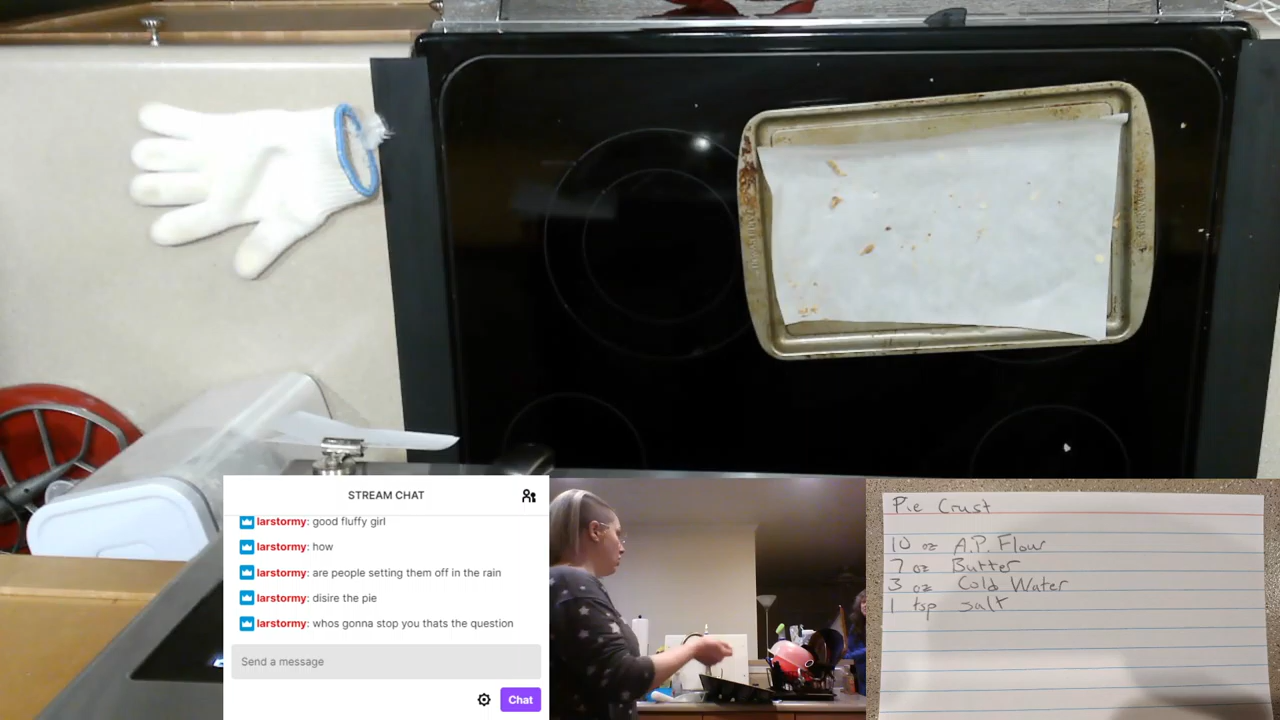 STREAM CHAT
larstormy: good fluffy girl
larstormy: how
larstormy: are people setting them off in the rain
larstormy: disire the pie
larstormy: whos gonna stop you thats the question
Send a message
Chat
Pie Crust
10 oz A.P. Flour
7 oz Butter
3 oz Cold Water
1 tsp salt